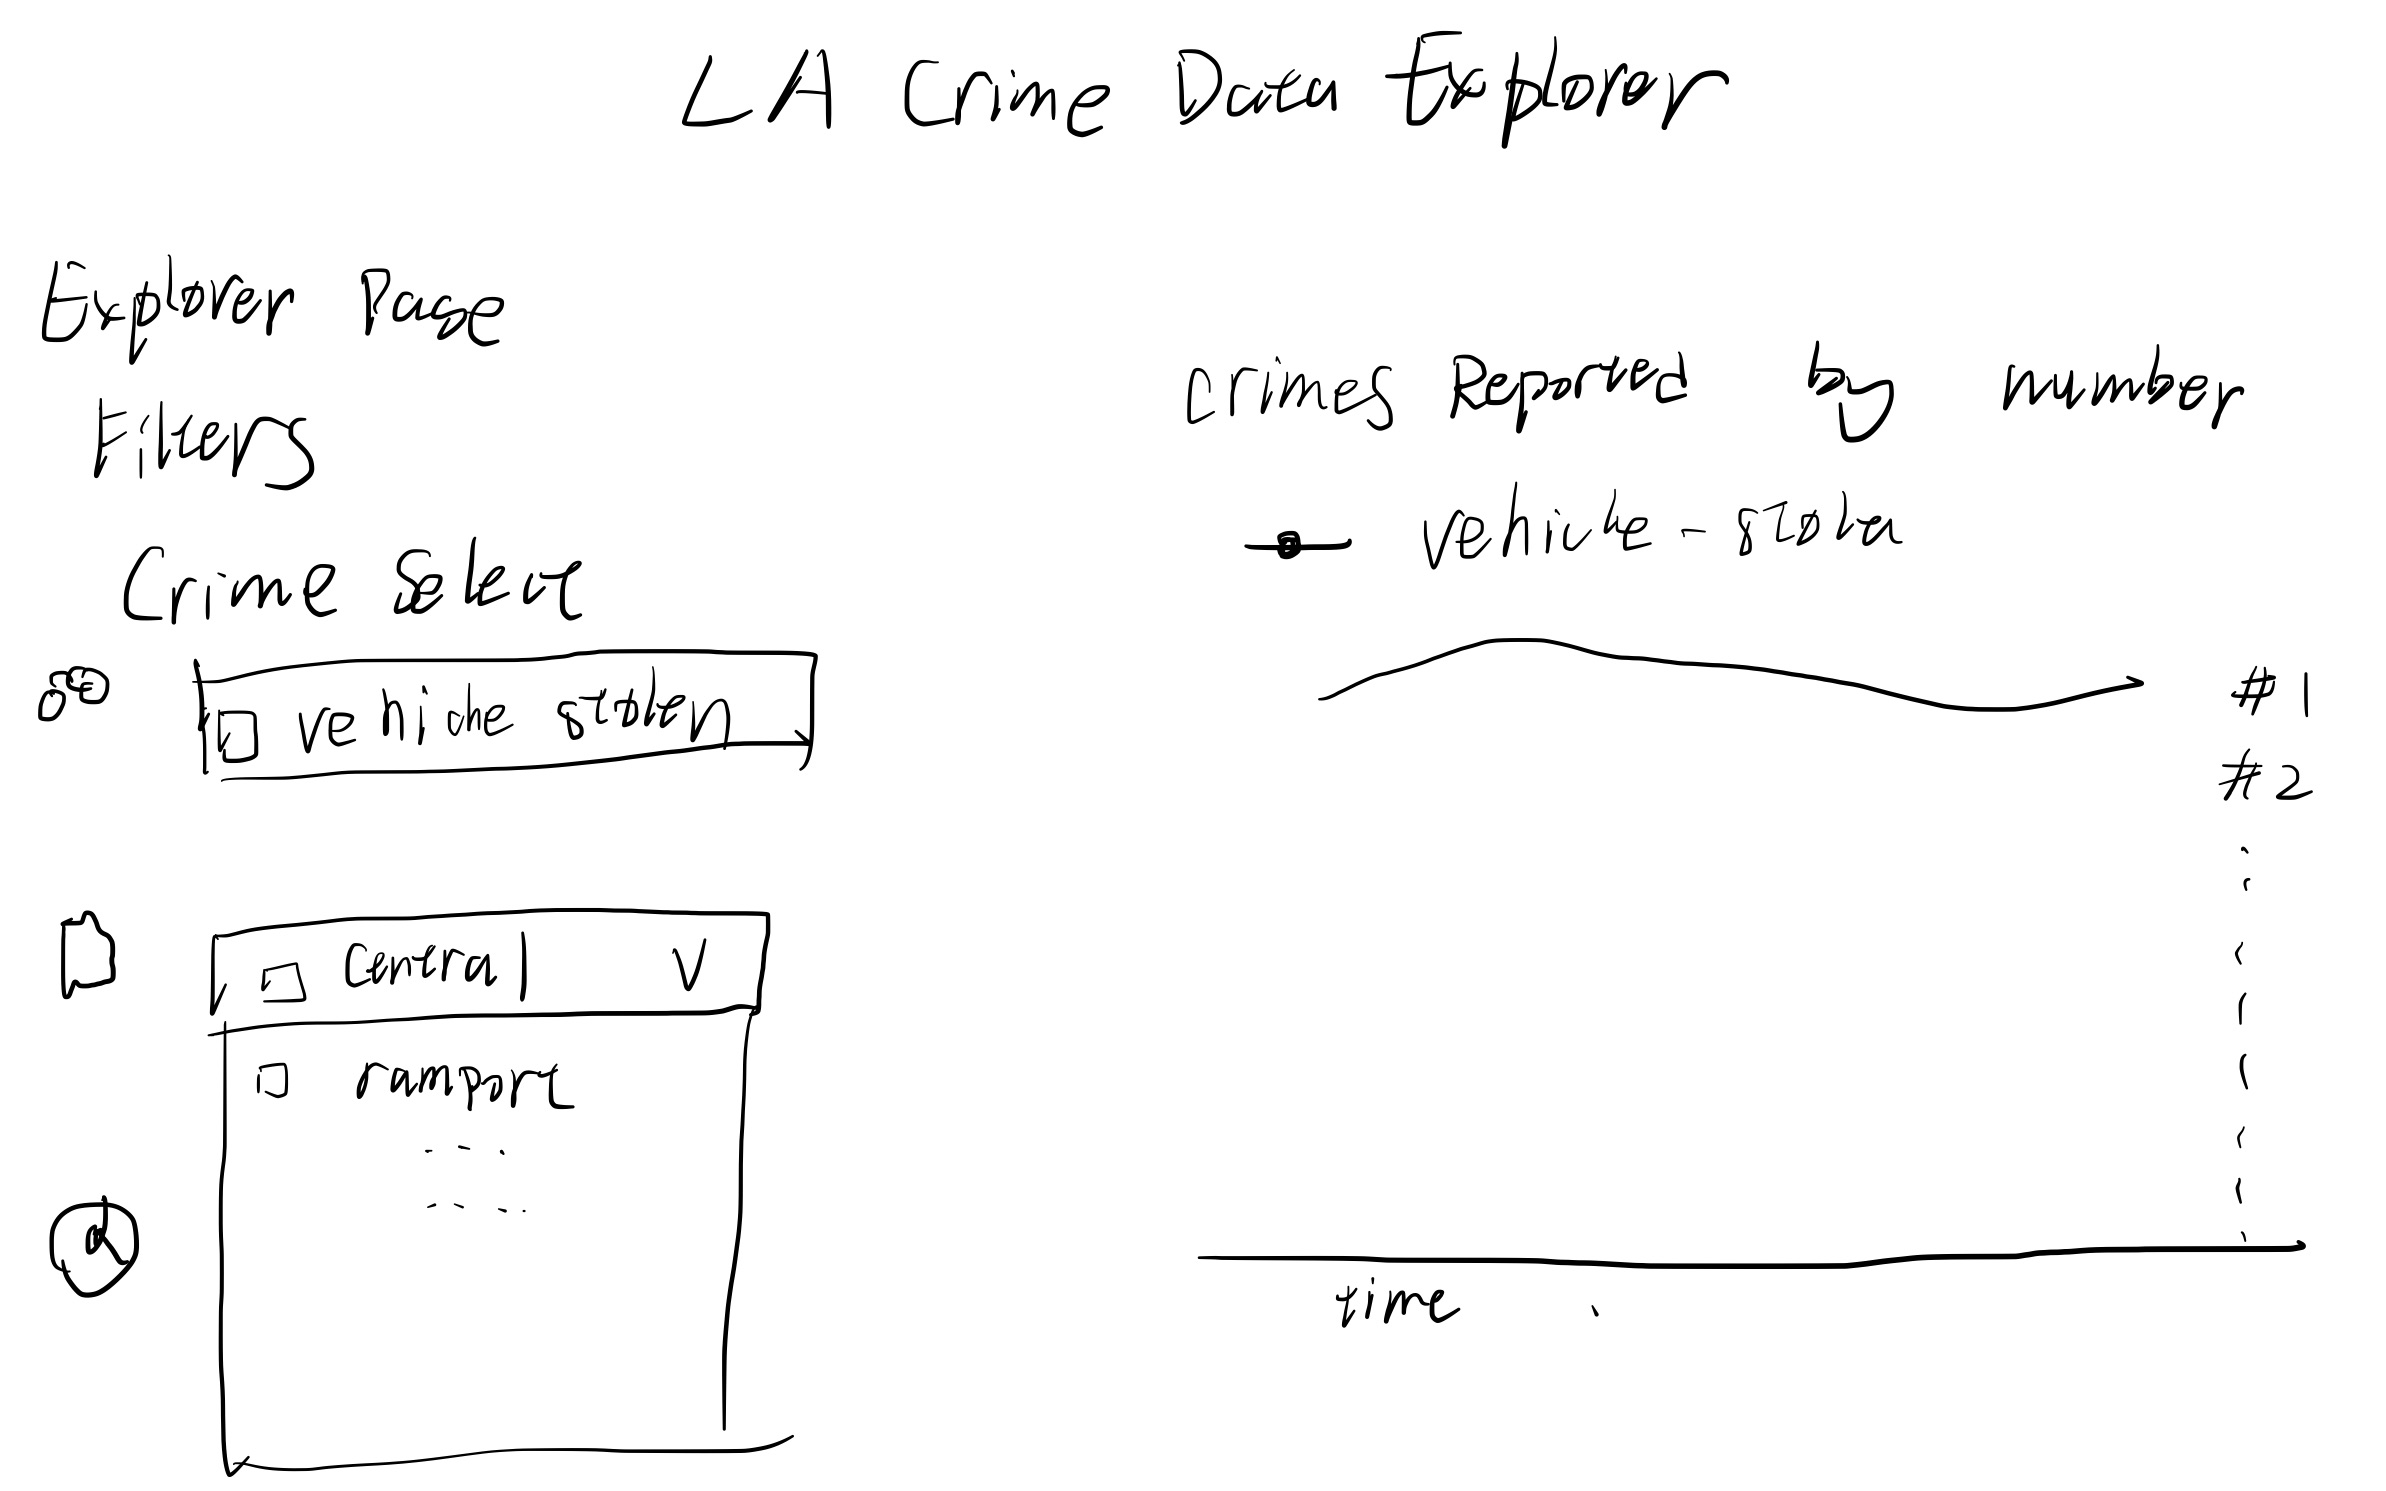 LA Crime Data Explorer
Explorer Page
Filters
Crime Select
vehicle stolen
Central
rampart
Crimes Reported by number
vehicle - stolen
#1
#2
time